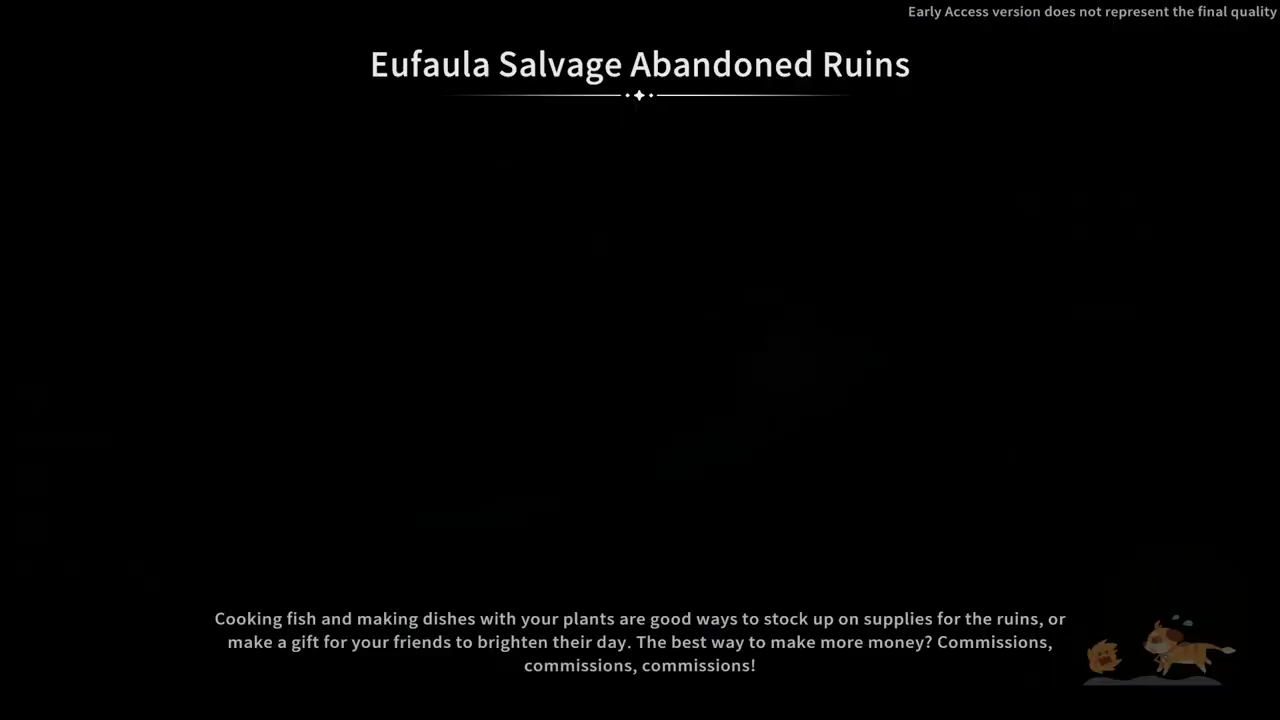 Early Access version does not represent the final quality
Eufaula Salvage Abandoned Ruins
Cooking fish and making dishes with your plants are good ways to stock up on supplies for the ruins, or
make a gift for your friends to brighten their day. The best way to make more money? Commissions,
commissions, commissions!